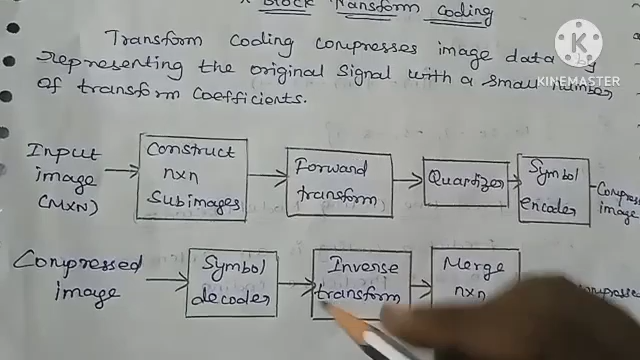 * Block Transform Coding
Transform coding compresses image data by
representing the original signal with a small number
of transform coefficients.
K
KINEMASTER
Input
image
(MXN)
Construct
nxn
Subimages
Forward
transform
Quantizer
Symbol
encoder
Compress
image
Compressed
image
Symbol
decoder
Inverse
transform
Merge
nxn
compresse